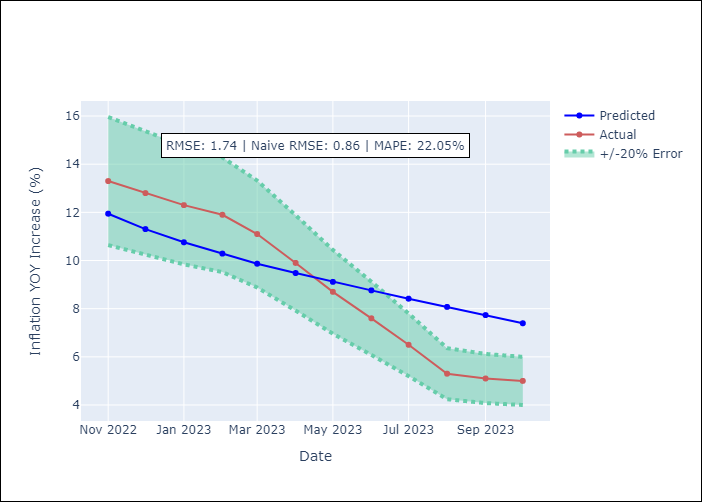 RMSE: 1.74 | Naive RMSE: 0.86 | MAPE: 22.05%
Predicted
Actual
+/-20% Error
16
14
12
10
8
6
4
Inflation YOY Increase (%)
Nov 2022
Jan 2023
Mar 2023
May 2023
Jul 2023
Sep 2023
Date